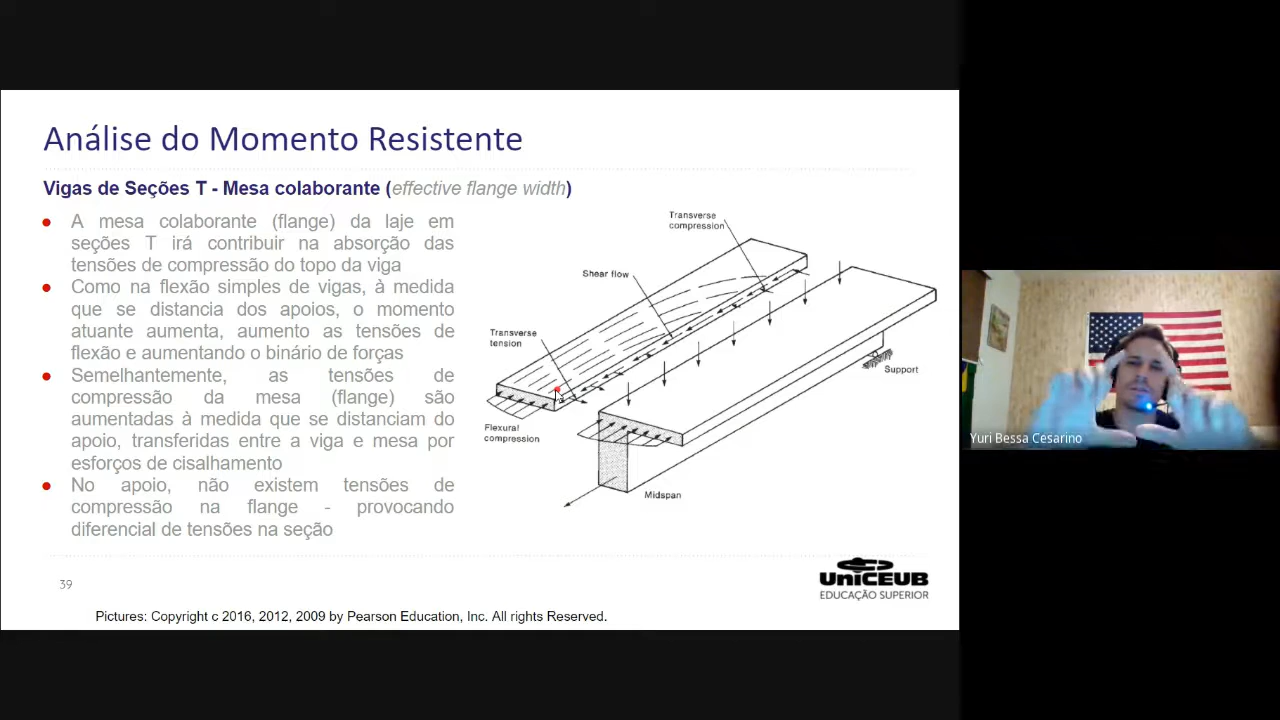 Análise do Momento Resistente
Vigas de Seções T - Mesa colaborante (effective flange width)
● A mesa colaborante (flange) da laje em
seções T irá contribuir na absorção das
tensões de compressão do topo da viga
● Como na flexão simples de vigas, à medida
que se distancia dos apoios, o momento
atuante aumenta, aumento as tensões de
flexão e aumentando o binário de forças
● Semelhantemente, as tensões de
compressão da mesa (flange) são
aumentadas à medida que se distanciam do
apoio, transferidas entre a viga e mesa por
esforços de cisalhamento
● No apoio, não existem tensões de
compressão na flange - provocando
diferencial de tensões na seção
Transverse
compression
Shear flow
Transverse
tension
Flexural
compression
Support
Midspan
39
UniCEUB
EDUCAÇÃO SUPERIOR
Pictures: Copyright c 2016, 2012, 2009 by Pearson Education, Inc. All rights Reserved.
Yuri Bessa Cesarino